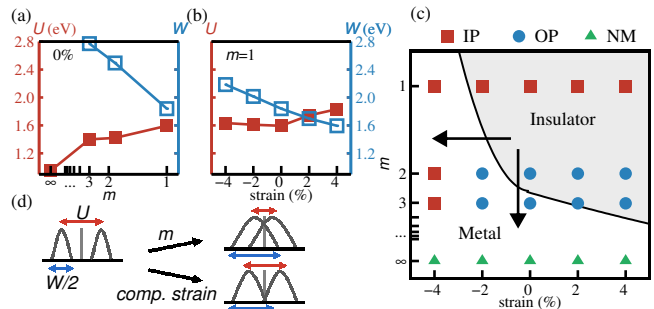 (a)
U (eV)
W
2.8
0%
2.4
2.0
1.6
1.2
∞
...
3
2
1
m
(b)
U
W (eV)
m=1
2.8
2.4
2.0
1.6
1.2
−4
−2
0
2
4
strain (%)
(c)
IP
OP
NM
1
2
3
...
∞
m
Insulator
Metal
−4
−2
0
2
4
strain (%)
(d)
U
W/2
m
comp. strain